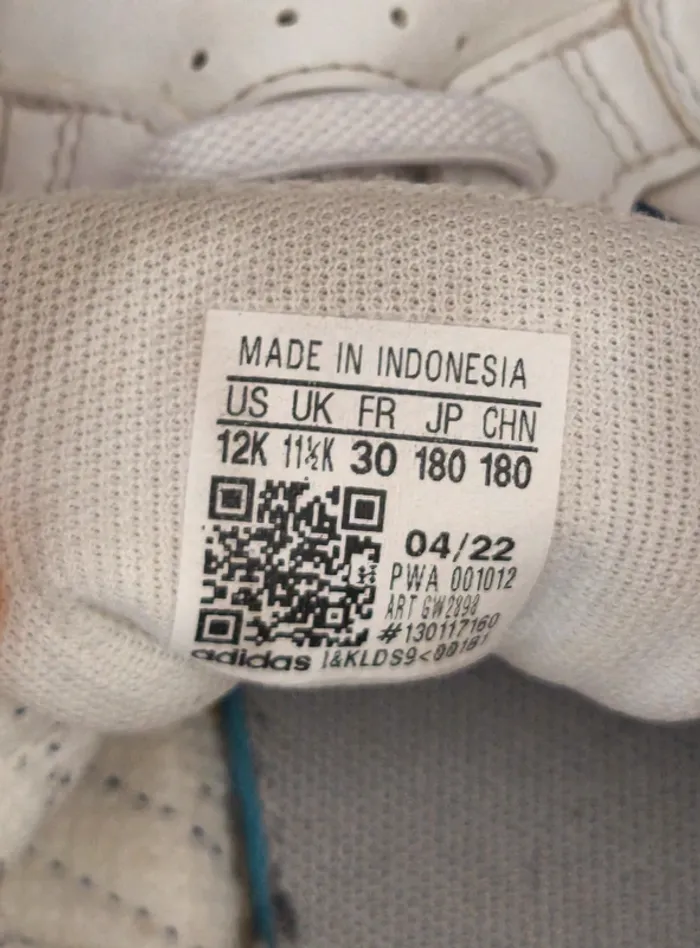 MADE IN INDONESIA
US UK FR JP CHN
12K 11½K 30 180 180
04/22
PWA 001012
ART GW2898
#130117160
adidas I&KLDS9<00181